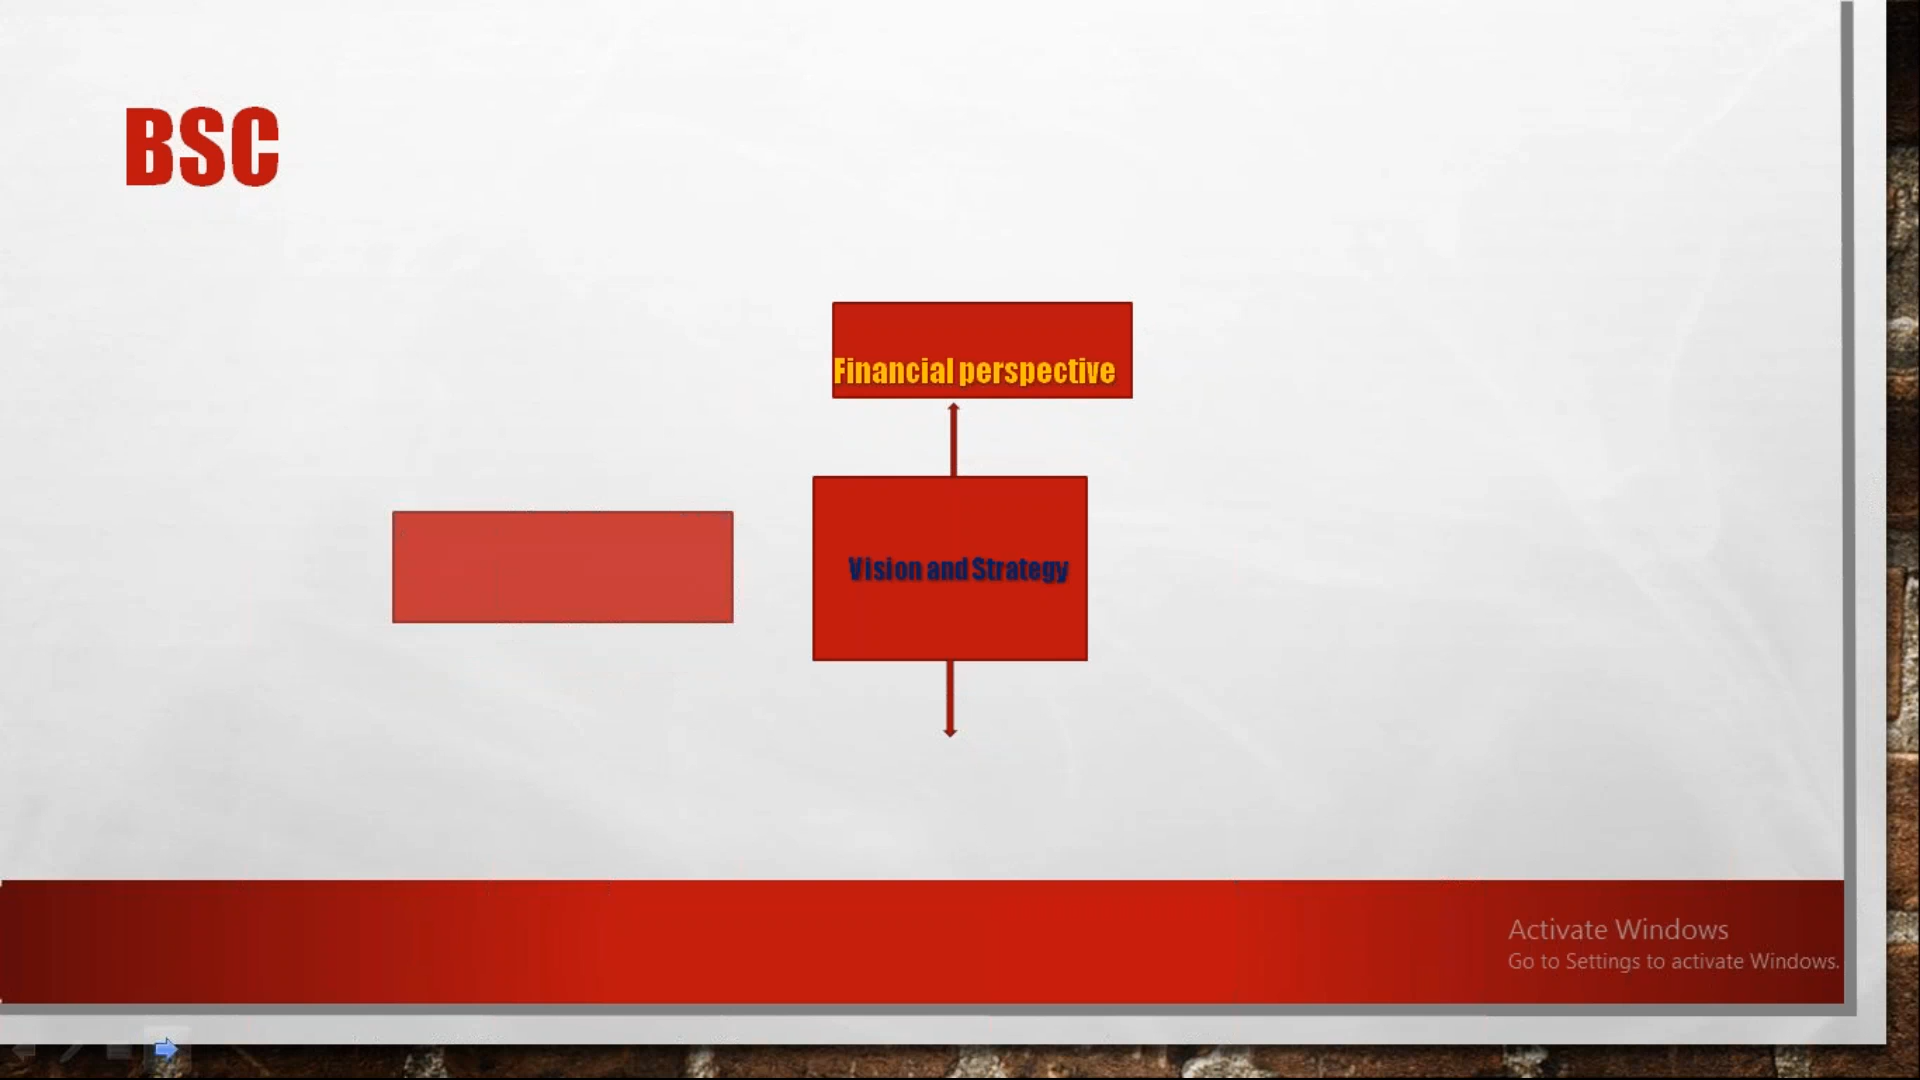 BSC
Financial perspective
Vision and Strategy
Activate Windows
Go to Settings to activate Windows.